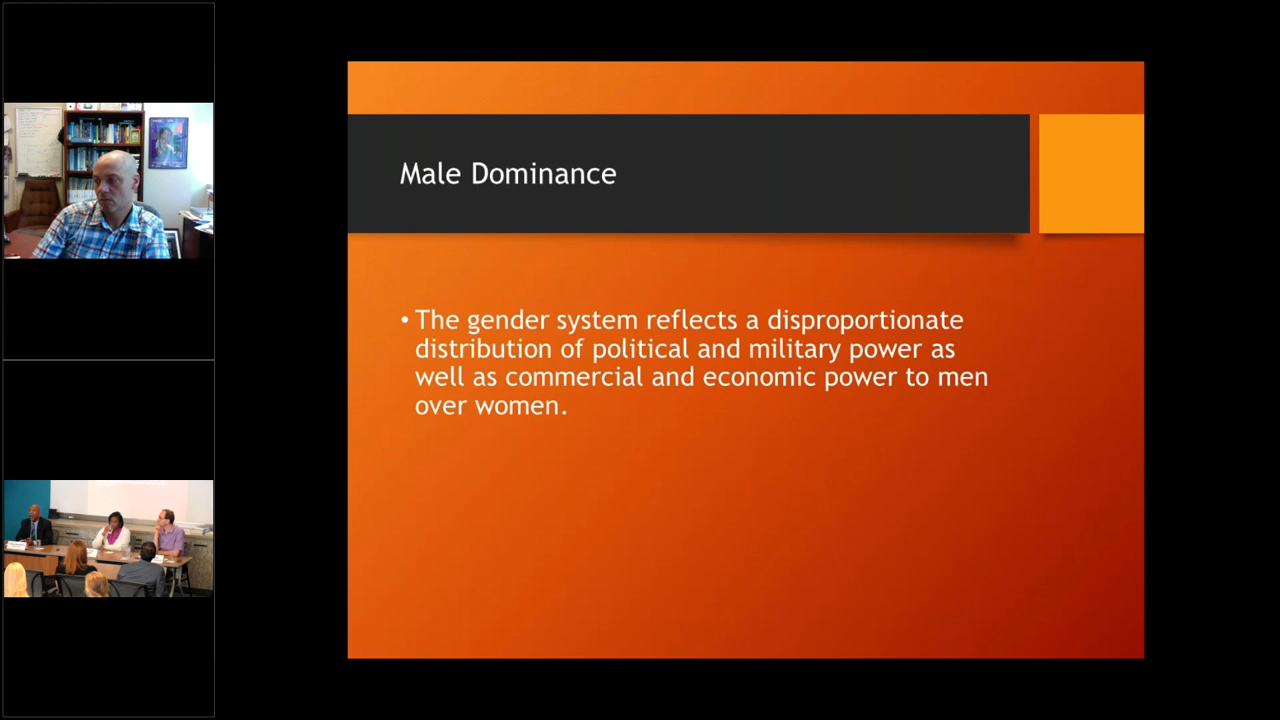 Male Dominance
• The gender system reflects a disproportionate
distribution of political and military power as
well as commercial and economic power to men
over women.